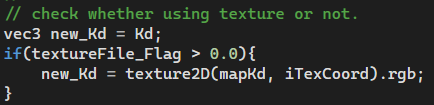 // check whether using texture or not.
vec3 new_Kd = Kd;
if(textureFile_Flag > 0.0){
    new_Kd = texture2D(mapKd, iTexCoord).rgb;
}